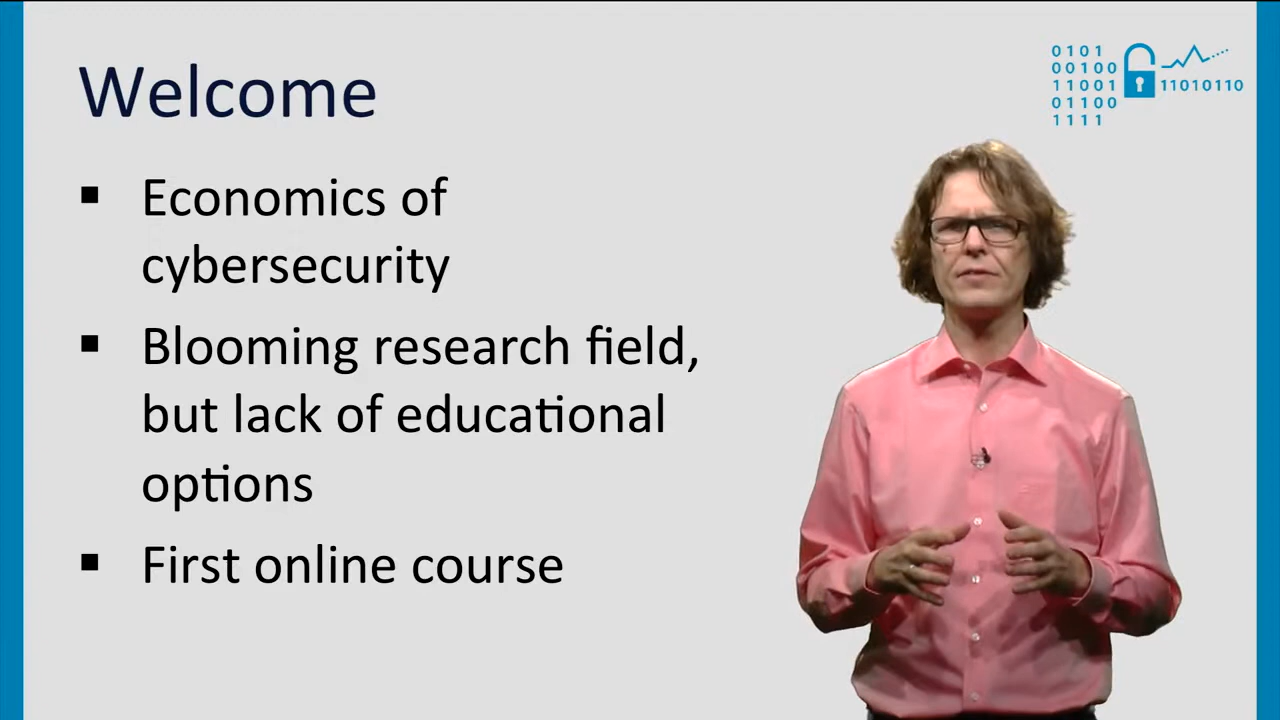 Welcome
0101
00100
11001
01100
1111
11010110
▪ Economics of
cybersecurity
▪ Blooming research field,
but lack of educational
options
▪ First online course